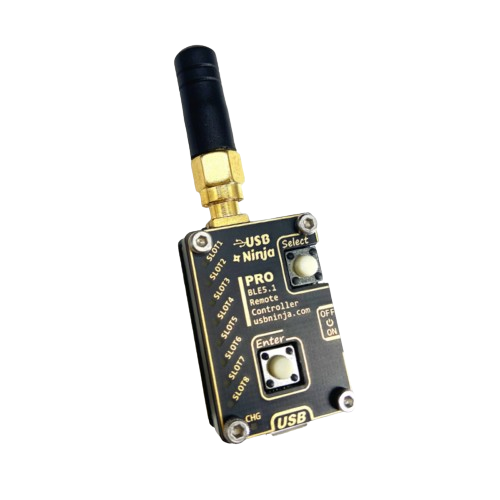 USB
Ninja
Select
PRO
BLE5.1
Remote
Controller
usbninja.com
SLOT1
SLOT2
SLOT3
SLOT4
SLOT5
SLOT6
SLOT7
SLOT8
OFF
ON
Enter
CHG
USB